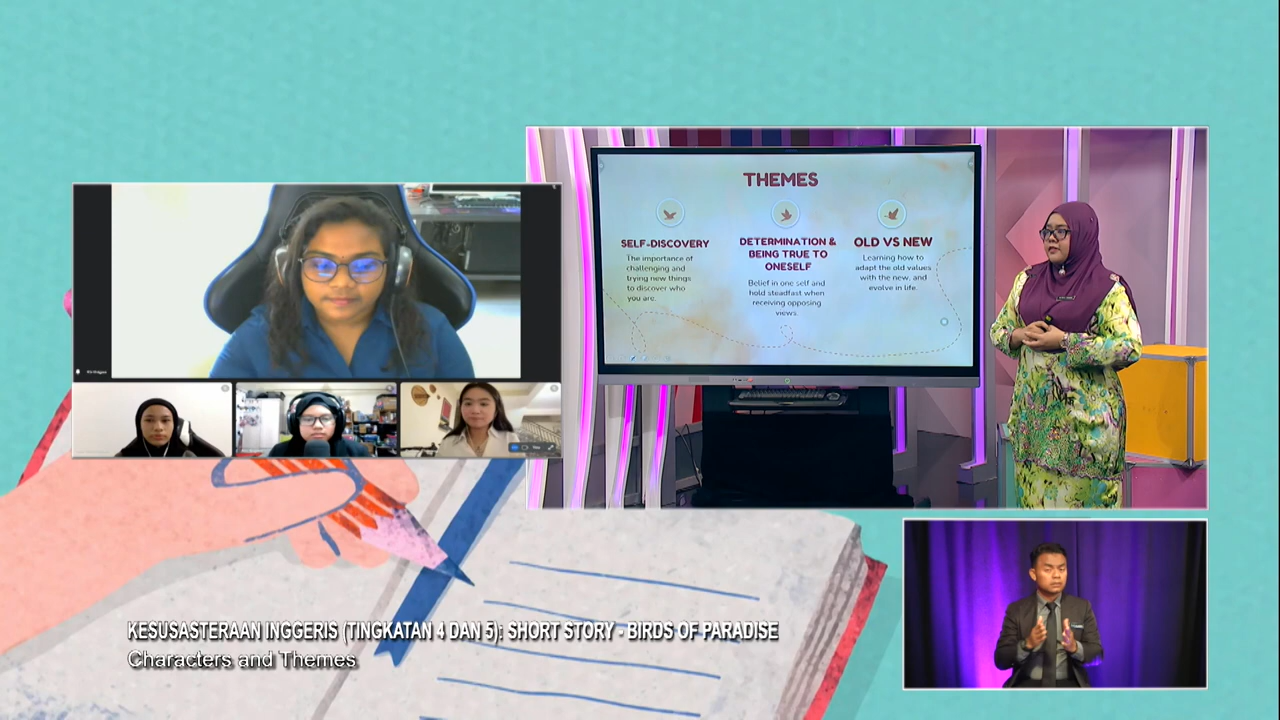 THEMES
SELF-DISCOVERY
The importance of
challenging and
trying new things
to discover who
you are.
DETERMINATION &
BEING TRUE TO
ONESELF
Belief in one self and
hold steadfast when
receiving opposing
views.
OLD VS NEW
Learning how to
adapt the old values
with the new, and
evolve in life.
KESUSASTERAAN INGGERIS (TINGKATAN 4 DAN 5): SHORT STORY - BIRDS OF PARADISE
Characters and Themes